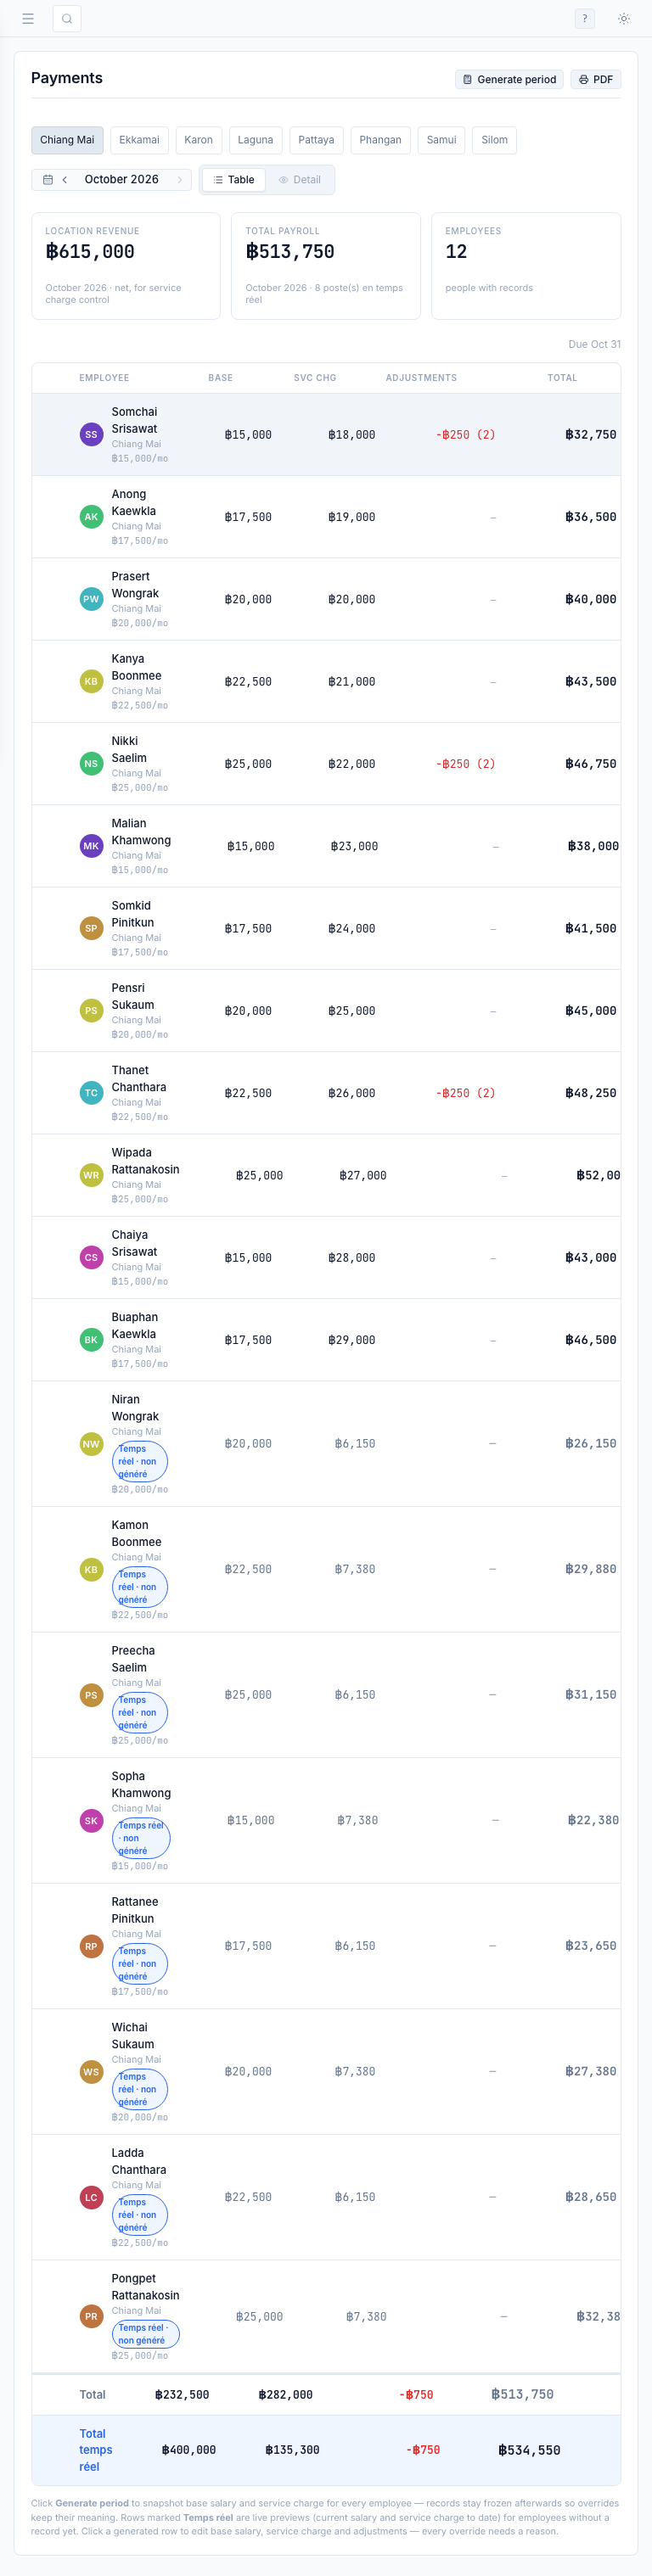 ?
Payments
Generate period
PDF
Chiang Mai
Ekkamai
Karon
Laguna
Pattaya
Phangan
Samui
Silom
October 2026
Table
Detail
LOCATION REVENUE
฿615,000
October 2026 · net, for service
charge control
TOTAL PAYROLL
฿513,750
October 2026 · 8 poste(s) en temps
réel
EMPLOYEES
12
people with records
Due Oct 31
EMPLOYEE BASE SVC CHG ADJUSTMENTS TOTAL
Somchai
Srisawat
Chiang Mai
฿15,000/mo
SS ฿15,000 ฿18,000 -฿250 (2) ฿32,750
Anong
Kaewkla
Chiang Mai
฿17,500/mo
AK ฿17,500 ฿19,000 – ฿36,500
Prasert
Wongrak
Chiang Mai
฿20,000/mo
PW ฿20,000 ฿20,000 – ฿40,000
Kanya
Boonmee
Chiang Mai
฿22,500/mo
KB ฿22,500 ฿21,000 – ฿43,500
Nikki
Saelim
Chiang Mai
฿25,000/mo
NS ฿25,000 ฿22,000 -฿250 (2) ฿46,750
Malian
Khamwong
Chiang Mai
฿15,000/mo
MK ฿15,000 ฿23,000 – ฿38,000
Somkid
Pinitkun
Chiang Mai
฿17,500/mo
SP ฿17,500 ฿24,000 – ฿41,500
Pensri
Sukaum
Chiang Mai
฿20,000/mo
PS ฿20,000 ฿25,000 – ฿45,000
Thanet
Chanthara
Chiang Mai
฿22,500/mo
TC ฿22,500 ฿26,000 -฿250 (2) ฿48,250
Wipada
Rattanakosin
Chiang Mai
฿25,000/mo
WR ฿25,000 ฿27,000 – ฿52,00
Chaiya
Srisawat
Chiang Mai
฿15,000/mo
CS ฿15,000 ฿28,000 – ฿43,000
Buaphan
Kaewkla
Chiang Mai
฿17,500/mo
BK ฿17,500 ฿29,000 – ฿46,500
Niran
Wongrak
Chiang Mai
Temps
réel · non
généré
฿20,000/mo
NW ฿20,000 ฿6,150 – ฿26,150
Kamon
Boonmee
Chiang Mai
Temps
réel · non
généré
฿22,500/mo
KB ฿22,500 ฿7,380 – ฿29,880
Preecha
Saelim
Chiang Mai
Temps
réel · non
généré
฿25,000/mo
PS ฿25,000 ฿6,150 – ฿31,150
Sopha
Khamwong
Chiang Mai
Temps réel
· non
généré
฿15,000/mo
SK ฿15,000 ฿7,380 – ฿22,380
Rattanee
Pinitkun
Chiang Mai
Temps
réel · non
généré
฿17,500/mo
RP ฿17,500 ฿6,150 – ฿23,650
Wichai
Sukaum
Chiang Mai
Temps
réel · non
généré
฿20,000/mo
WS ฿20,000 ฿7,380 – ฿27,380
Ladda
Chanthara
Chiang Mai
Temps
réel · non
généré
฿22,500/mo
LC ฿22,500 ฿6,150 – ฿28,650
Pongpet
Rattanakosin
Chiang Mai
Temps réel ·
non généré
฿25,000/mo
PR ฿25,000 ฿7,380 – ฿32,38
Total ฿232,500 ฿282,000 -฿750 ฿513,750
Total
temps
réel
฿400,000 ฿135,300 -฿750 ฿534,550
Click Generate period to snapshot base salary and service charge for every employee — records stay frozen afterwards so overrides
keep their meaning. Rows marked Temps réel are live previews (current salary and service charge to date) for employees without a
record yet. Click a generated row to edit base salary, service charge and adjustments — every override needs a reason.